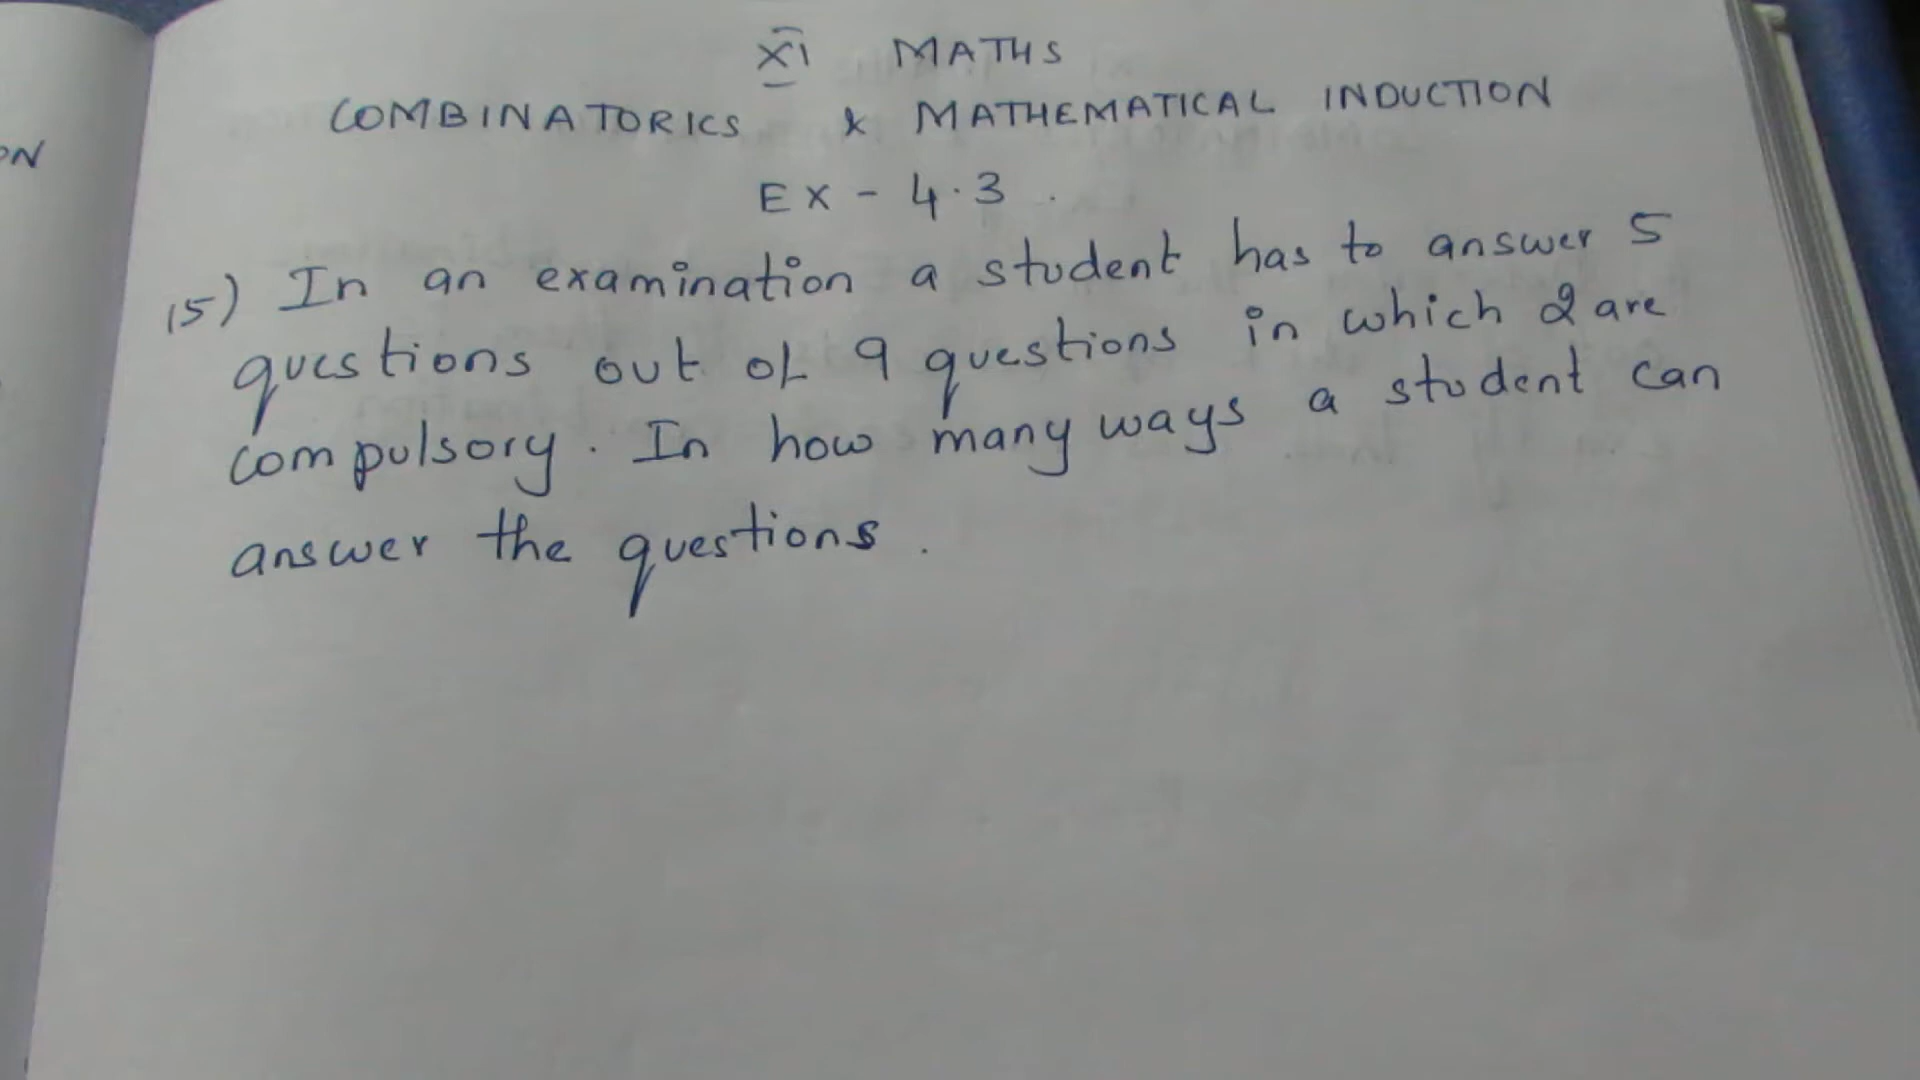 XI MATHS
COMBINATORICS & MATHEMATICAL INDUCTION
EX - 4.3.
15) In an examination a student has to answer 5
questions out of 9 questions in which 2 are
compulsory. In how many ways a student can
answer the questions.
ON